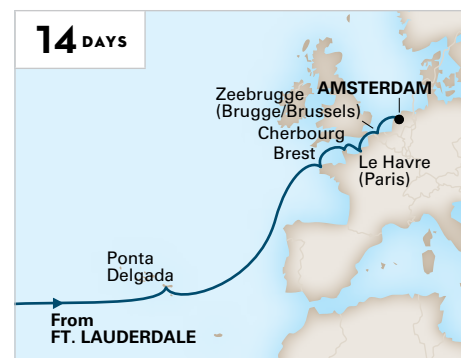 14 DAYS
Zeebrugge
(Brugge/Brussels)
AMSTERDAM
Cherbourg
Brest
Le Havre
(Paris)
Ponta
Delgada
From
FT. LAUDERDALE